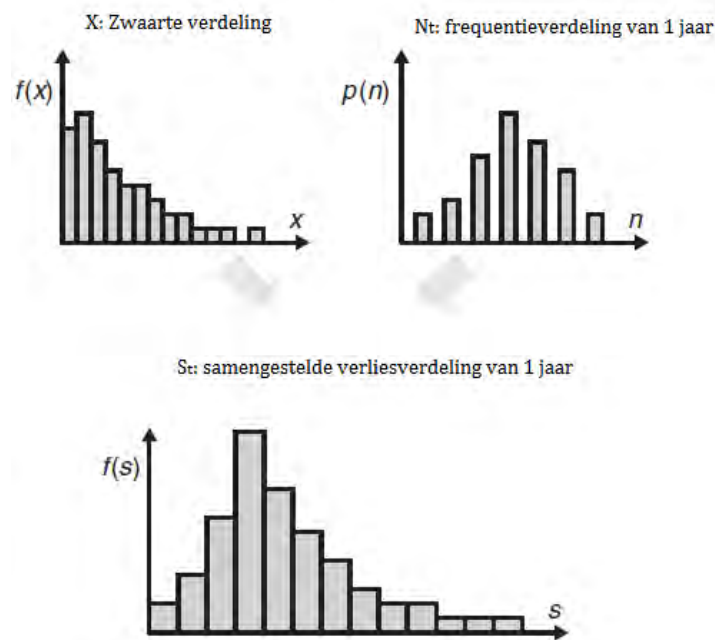 X: Zwaarte verdeling
Nt: frequentieverdeling van 1 jaar
f(x)
x
p(n)
n
St: samengestelde verliesverdeling van 1 jaar
f(s)
s